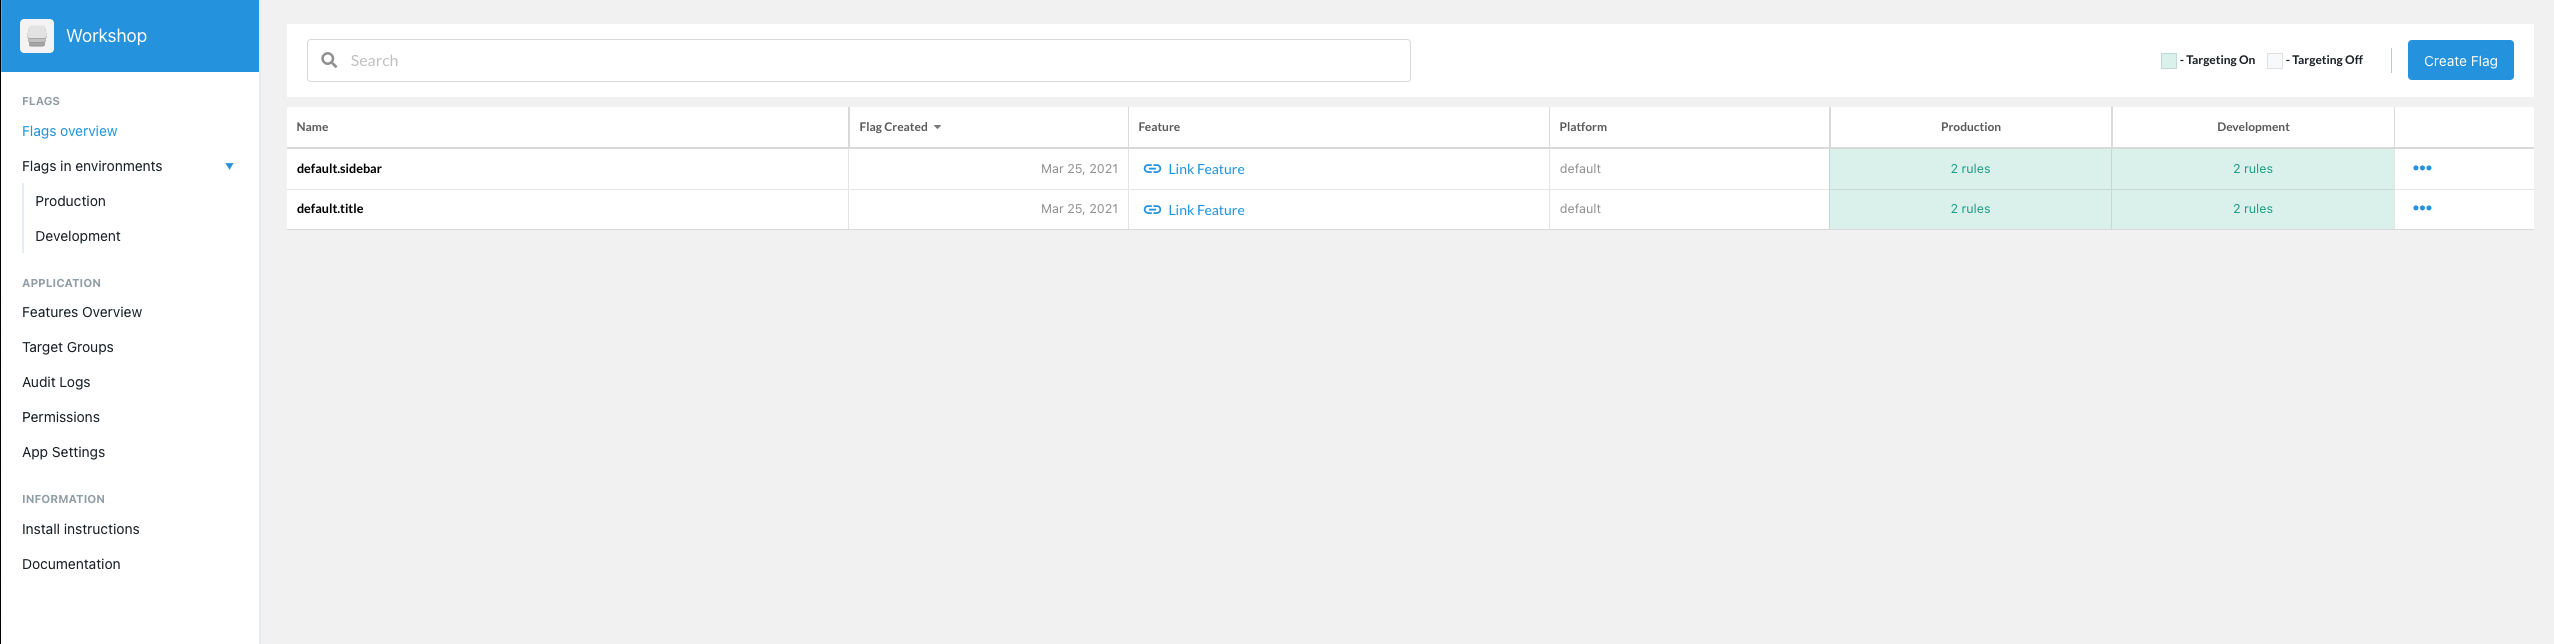 Workshop
FLAGS
Flags overview
Flags in environments
Production
Development
APPLICATION
Features Overview
Target Groups
Audit Logs
Permissions
App Settings
INFORMATION
Install instructions
Documentation
Search
- Targeting On - Targeting Off Create Flag
Name Flag Created Feature Platform Production Development
default.sidebar Mar 25, 2021 Link Feature default 2 rules 2 rules
default.title Mar 25, 2021 Link Feature default 2 rules 2 rules